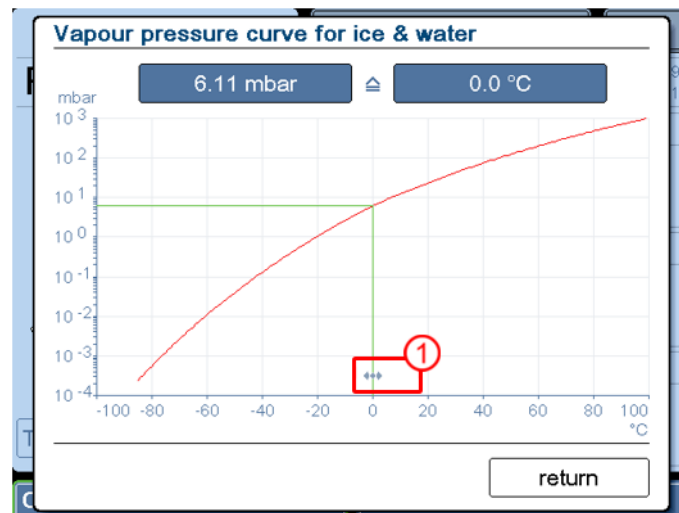 Vapour pressure curve for ice & water
6.11 mbar ≙ 0.0 °C
mbar
10 3
10 2
10 1
10 0
10 -1
10 -2
10 -3
10 -4
-100 -80 -60 -40 -20 0 20 40 60 80 100
°C
1
return